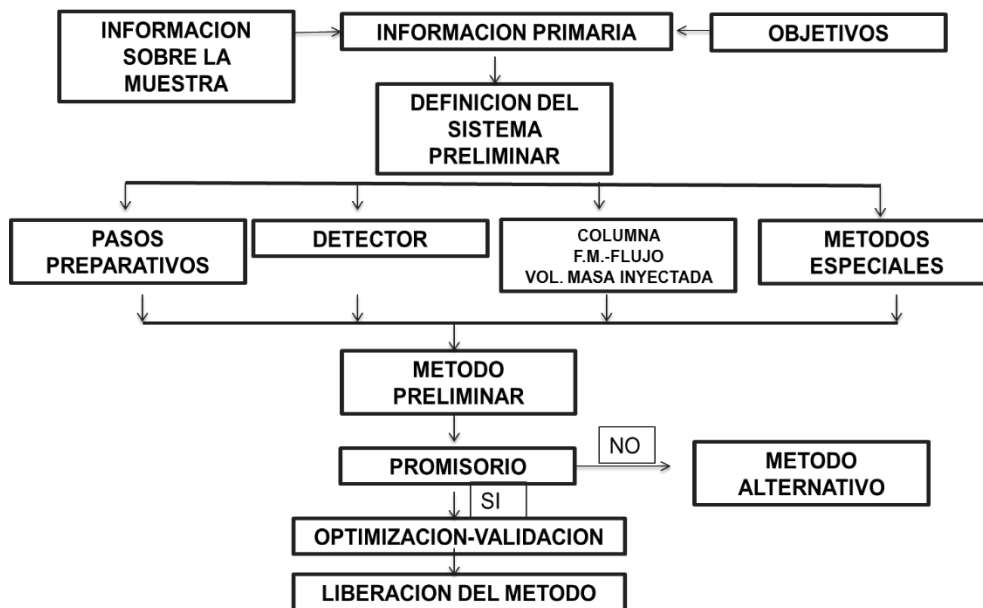 INFORMACION
SOBRE LA
MUESTRA
INFORMACION PRIMARIA
OBJETIVOS
DEFINICION DEL
SISTEMA
PRELIMINAR
PASOS
PREPARATIVOS
DETECTOR
COLUMNA
F.M.-FLUJO
VOL. MASA INYECTADA
METODOS
ESPECIALES
METODO
PRELIMINAR
PROMISORIO
NO
METODO
ALTERNATIVO
SI
OPTIMIZACION-VALIDACION
LIBERACION DEL METODO